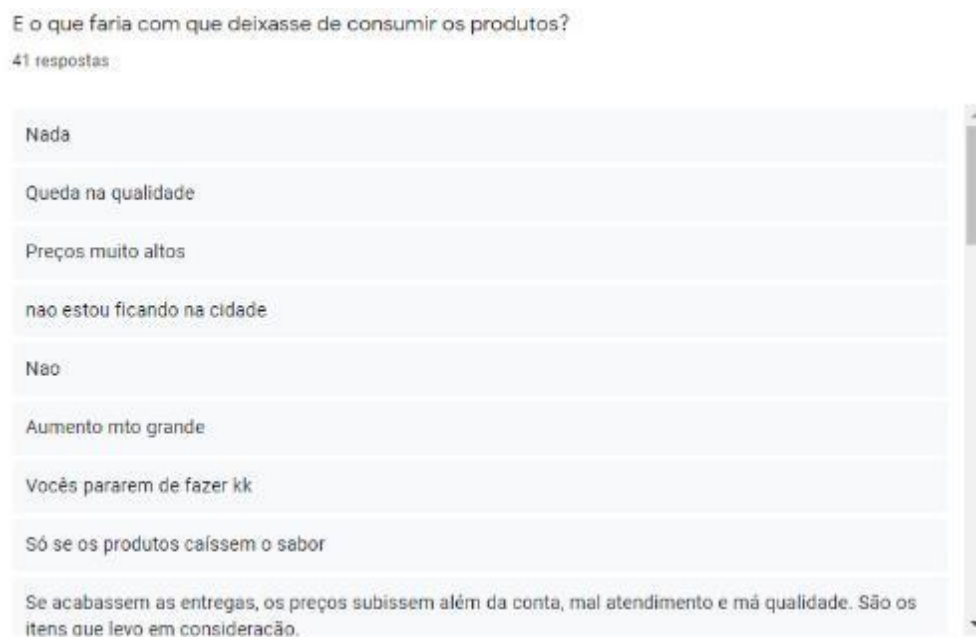 E o que faria com que deixasse de consumir os produtos?
41 respostas
Nada
Queda na qualidade
Preços muito altos
nao estou ficando na cidade
Nao
Aumento mto grande
Vocês pararem de fazer kk
Só se os produtos caíssem o sabor
Se acabassem as entregas, os preços subissem além da conta, mal atendimento e má qualidade. São os
itens que levo em consideração.